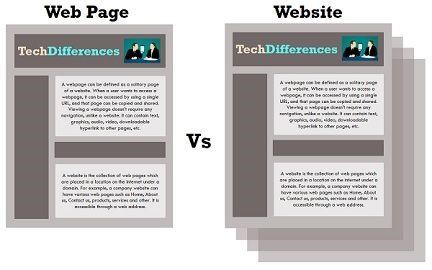 Web Page
TechDifferences
A webpage can be defined as a solitary page
of a website. When a user wants to access a
webpage, it can be accessed by using a single
URL, and that page can be copied and shared.
Viewing a webpage doesn't require any
navigation, unlike a website. It can contain text,
graphics, audio, video, downloadable
hyperlink to other pages, etc.
A website is the collection of web pages which
are placed in a location on the internet under a
domain. For example, a company website can
have various web pages such as Home, About
us, Contact us, products, services and other. It is
accessible through a web address.
Vs
Website
TechDifferences
A webpage can be defined as a solitary page
of a website. When a user wants to access a
webpage, it can be accessed by using a single
URL, and that page can be copied and shared.
Viewing a webpage doesn't require any
navigation, unlike a website. It can contain text,
graphics, audio, video, downloadable
hyperlink to other pages, etc.
A website is the collection of web pages which
are placed in a location on the internet under a
domain. For example, a company website can
have various web pages such as Home, About
us, Contact us, products, services and other. It is
accessible through a web address.